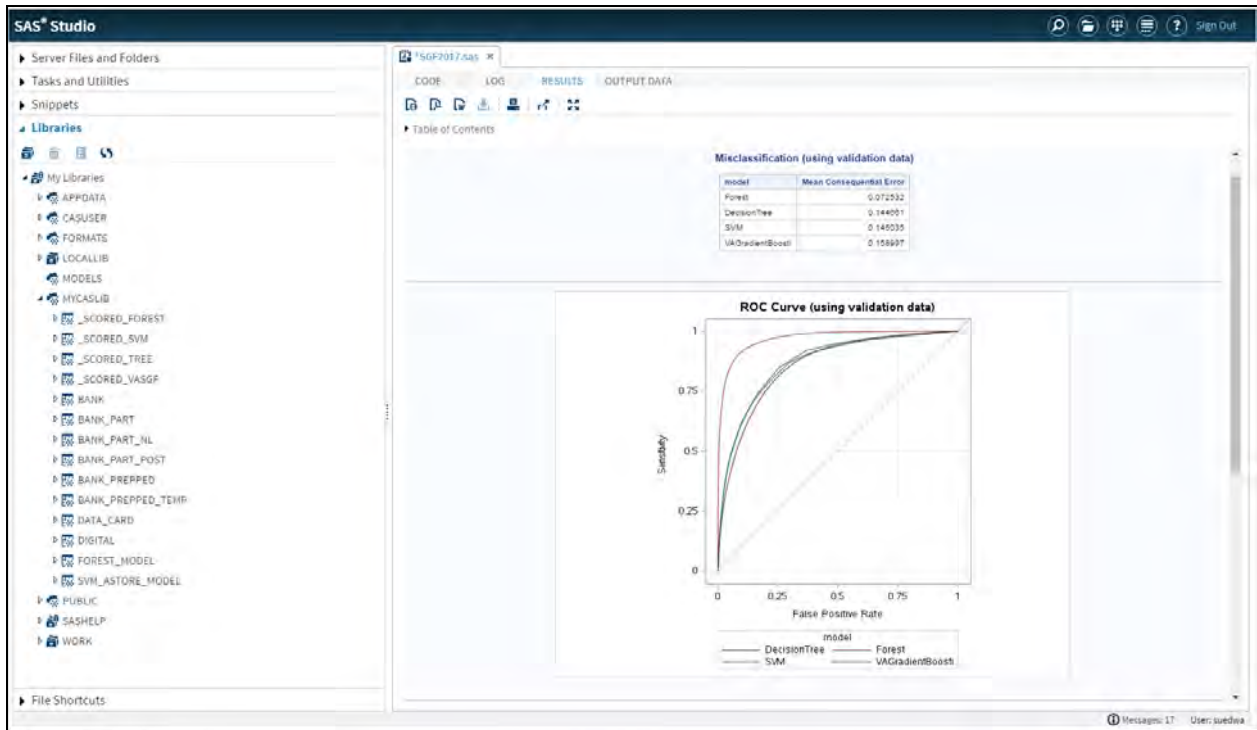 SAS® Studio
Sign Out
Server Files and Folders
Tasks and Utilities
Snippets
Libraries
My Libraries
APPDATA
CASUSER
FORMATS
LOCALLIB
MODELS
MYCASLIB
_SCORED_FOREST
_SCORED_SVM
_SCORED_TREE
_SCORED_VASGF
BANK
BANK_PART
BANK_PART_NL
BANK_PART_POST
BANK_PREPPED
BANK_PREPPED_TEMP
DATA_CARD
DIGITAL
FOREST_MODEL
SVM_ASTORE_MODEL
PUBLIC
SASHELP
WORK
File Shortcuts
*SGF2017.sas
CODE LOG RESULTS OUTPUT DATA
Table of Contents
Misclassification (using validation data)
model Mean Consequential Error
Forest 0.072532
DecisionTree
SVM
VAGradientBoosti
ROC Curve (using validation data)
1
0.75
0.5
0.25
0
Sensitivity
0 0.25 0.5 0.75 1
False Positive Rate
model
DecisionTree Forest
SVM VAGradientBoosti
Messages: 17 User: suedwa